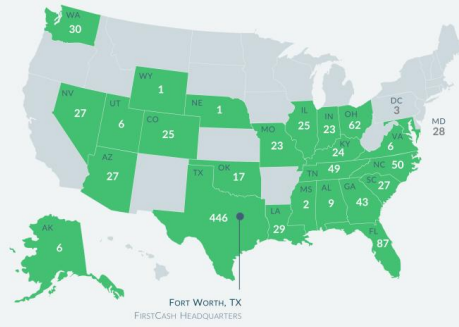 WA
30
WY
1
NV
27
UT
6
NE
1
CO
25
IL
25
IN
23
OH
62
DC
3
MD
28
MO
23
KY
24
VA
6
AZ
27
OK
17
TN
49
NC
50
SC
27
TX
446
MS
2
AL
9
GA
43
LA
29
FL
87
AK
6
FORT WORTH, TX
FIRSTCASH HEADQUARTERS